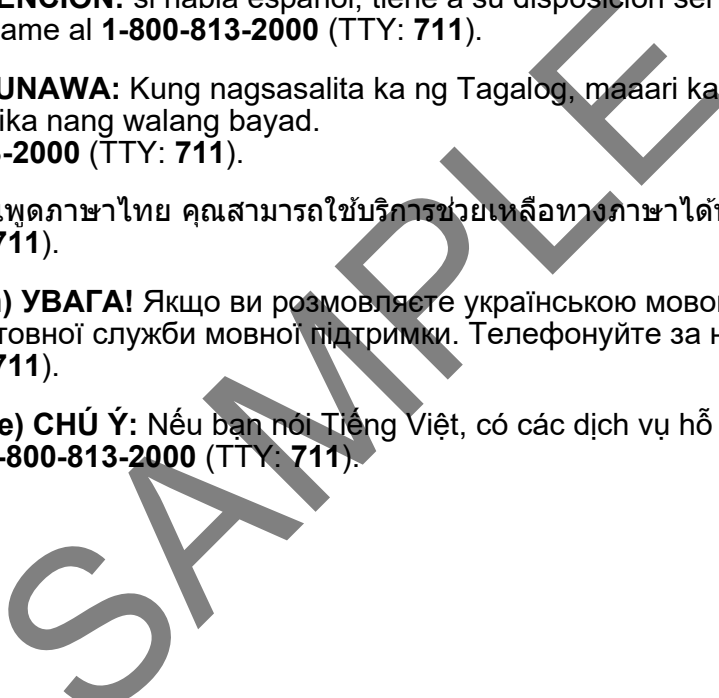 ENCIÓN: si habla español, tiene a su disposición ser
ame al 1-800-813-2000 (TTY: 711).
UNAWA: Kung nagsasalita ka ng Tagalog, maaari ka
ika nang walang bayad.
-2000 (TTY: 711).
พูดภาษาไทย คุณสามารถใช้บริการช่วยเหลือทางภาษาได้
711).
) УВАГА! Якщо ви розмовляєте українською мово
товної служби мовної підтримки. Телефонуйте за н
711).
e) CHÚ Ý: Nếu bạn nói Tiếng Việt, có các dịch vụ hỗ
-800-813-2000 (TTY: 711).
SAMPLE